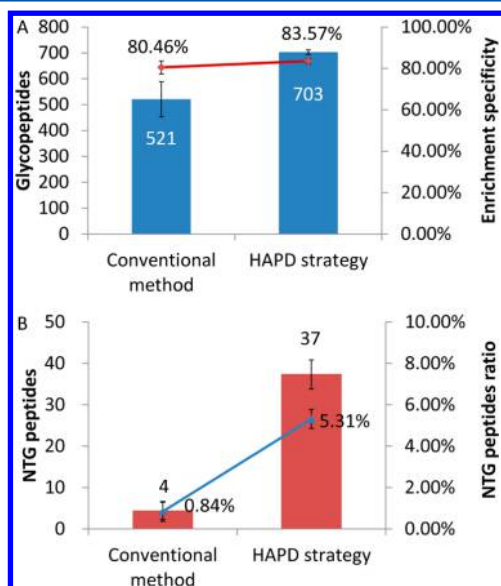 A
800
700
600
500
400
300
200
100
0
Glycopeptides
80.46%
83.57%
521
703
100.00%
80.00%
60.00%
40.00%
20.00%
0.00%
Enrichment specificity
Conventional
method
HAPD strategy
B
50
40
30
20
10
0
NTG peptides
4
0.84%
37
5.31%
10.00%
8.00%
6.00%
4.00%
2.00%
0.00%
NTG peptides ratio
Conventional
method
HAPD strategy